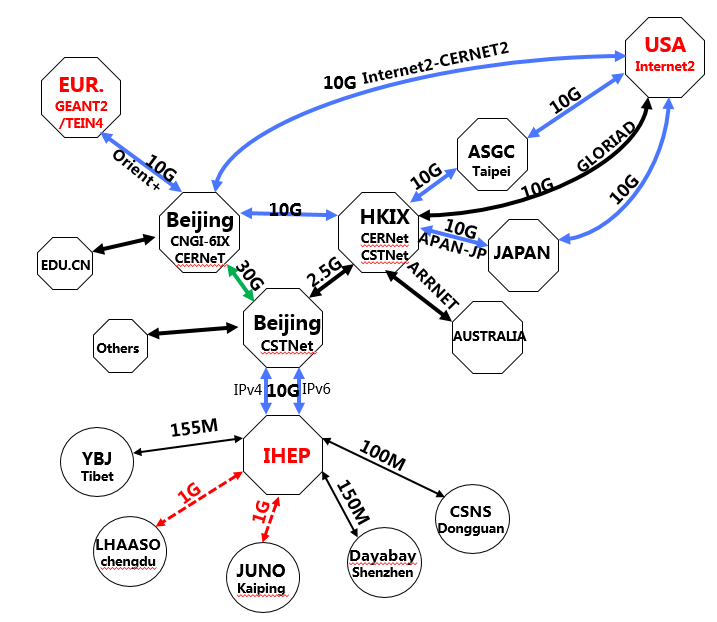 USA
Internet2
10G Internet2-CERNET2
EUR.
GEANT2
/TEIN4
10G
10G
Orient+
ASGC
Taipei
GLORIAD
10G
10G
10G
Beijing
CNGI-6IX
CERNeT
10G
HKIX
CERNet
CSTNet
10G
APAN-JP
JAPAN
EDU.CN
30G
2.5G
ARRNET
Beijing
CSTNet
Others
AUSTRALIA
IPv4
10G
IPv6
155M
YBJ
Tibet
IHEP
100M
1G
1G
150M
CSNS
Dongguan
LHAASO
chengdu
JUNO
Kaiping
Dayabay
Shenzhen